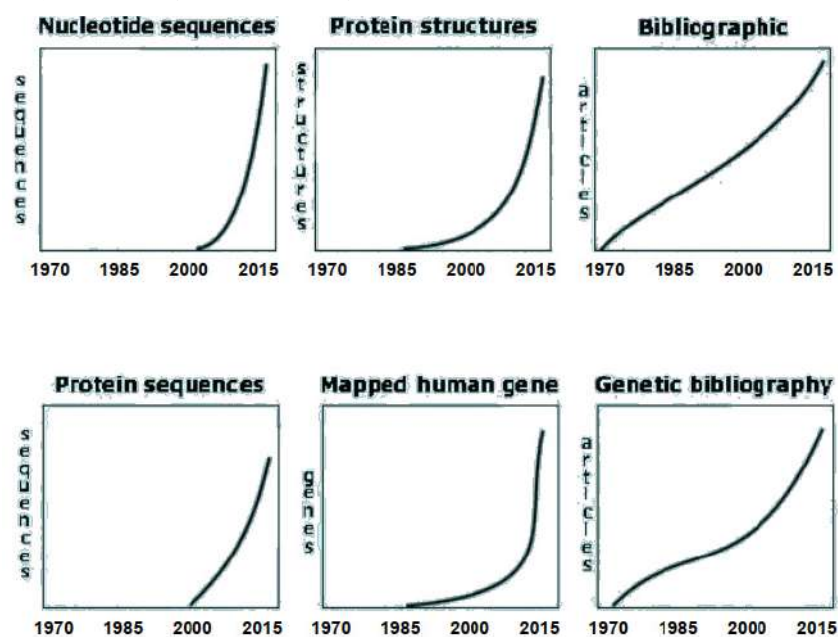 Nucleotide sequences
sequences
1970 1985 2000 2015
Protein structures
structures
1970 1985 2000 2015
Bibliographic
articles
1970 1985 2000 2015
Protein sequences
sequences
1970 1985 2000 2015
Mapped human gene
genes
1970 1985 2000 2015
Genetic bibliography
articles
1970 1985 2000 2015